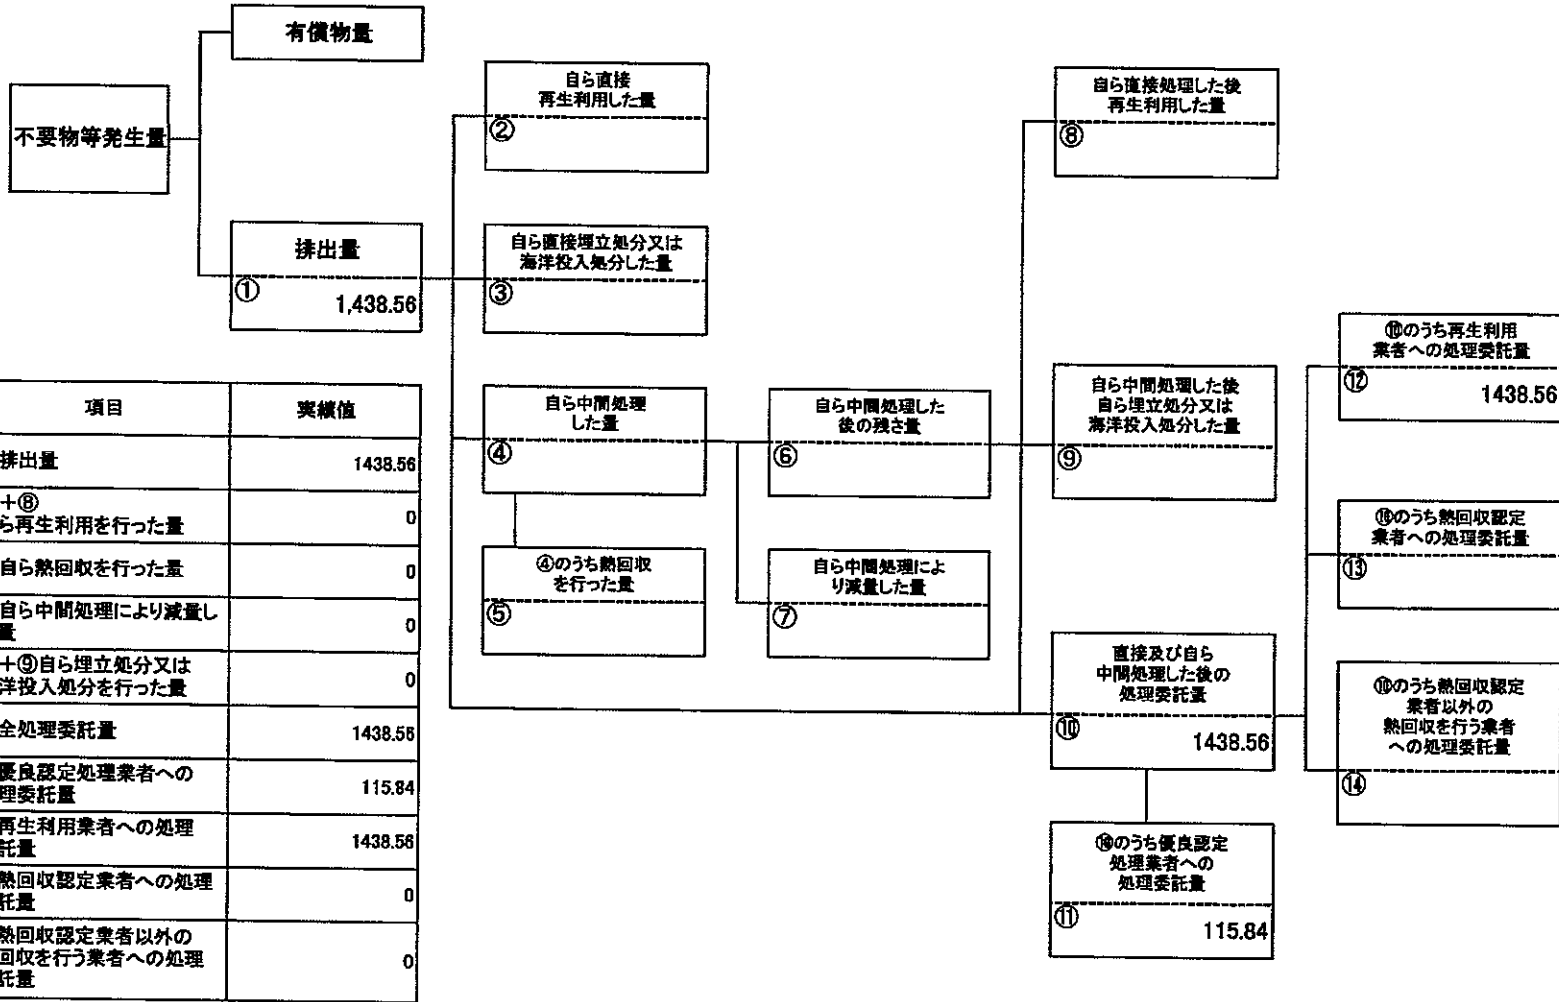 有償物量
不要物等発生量
排出量
①
1,438.56
自ら直接
再生利用した量
②
自ら直接埋立処分又は
海洋投入処分した量
③
自ら中間処理
した量
④
④のうち熱回収
を行った量
⑤
自ら中間処理した
後の残さ量
⑥
自ら中間処理によ
り減量した量
⑦
自ら直接処理した後
再生利用した量
⑧
自ら中間処理した後
自ら埋立処分又は
海洋投入処分した量
⑨
直接及び自ら
中間処理した後の
処理委託量
⑩
1438.56
⑩のうち優良認定
処理業者への
処理委託量
⑪
115.84
⑩のうち再生利用
業者への処理委託量
⑫
1438.56
⑩のうち熱回収認定
業者への処理委託量
⑬
⑩のうち熱回収認定
業者以外の
熱回収を行う業者
への処理委託量
⑭
項目 実績値
排出量 1438.56
+⑧
ら再生利用を行った量 0
自ら熱回収を行った量 0
自ら中間処理により減量し
量 0
+⑨自ら埋立処分又は
洋投入処分を行った量 0
全処理委託量 1438.56
優良認定処理業者への
理委託量 115.84
再生利用業者への処理
託量 1438.56
熱回収認定業者への処理
託量 0
熱回収認定業者以外の
回収を行う業者への処理
託量 0